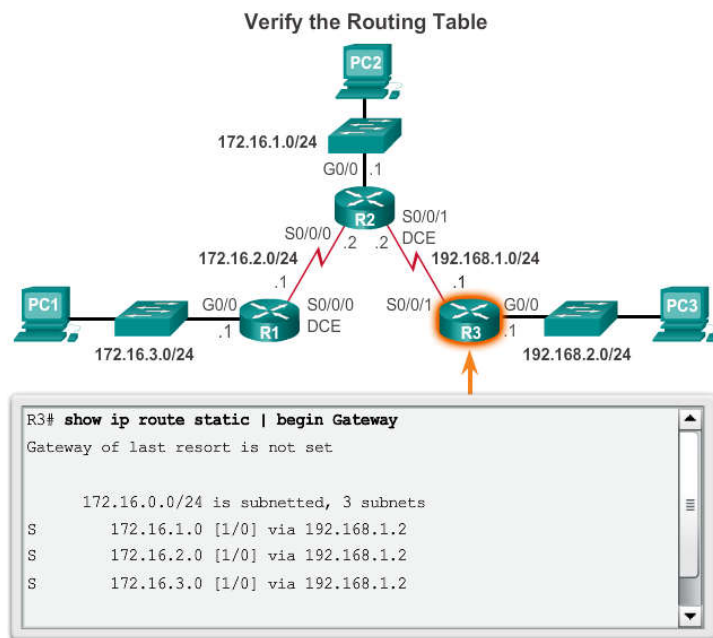 Verify the Routing Table
PC2
172.16.1.0/24
G0/0 .1
R2
S0/0/0 .2 .2 S0/0/1
DCE
172.16.2.0/24
192.168.1.0/24
.1 .1
PC1
G0/0 .1
R1
S0/0/0
DCE
172.16.3.0/24
S0/0/1
R3
G0/0
.1
PC3
192.168.2.0/24
R3# show ip route static | begin Gateway
Gateway of last resort is not set
172.16.0.0/24 is subnetted, 3 subnets
S 172.16.1.0 [1/0] via 192.168.1.2
S 172.16.2.0 [1/0] via 192.168.1.2
S 172.16.3.0 [1/0] via 192.168.1.2